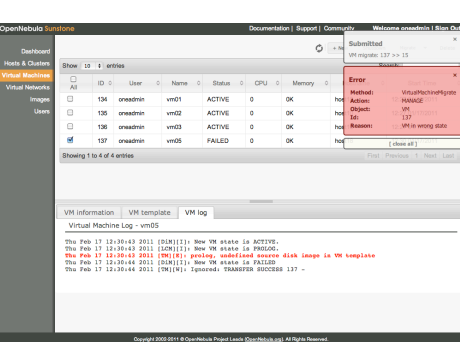 OpenNebula Sunstone
Documentation | Support | Community
Welcome oneadmin | Sign Out
Dashboard
Hosts & Clusters
Virtual Machines
Virtual Networks
Images
Users
Show 10 entries
All ID User Name Status CPU Memory
134 oneadmin vm01 ACTIVE 0 0K
135 oneadmin vm02 ACTIVE 0 0K
136 oneadmin vm03 ACTIVE 0 0K
137 oneadmin vm05 FAILED 0 0K
Showing 1 to 4 of 4 entries
First Previous 1 Next Last
Submitted
VM migrate: 137 >> 15
Error
Method: VirtualMachineMigrate
Action: MANAGE
Object: VM
Id: 137
Reason: VM in wrong state
[ close all ]
VM information VM template VM log
Virtual Machine Log - vm05
Thu Feb 17 12:30:43 2011 [DiM][I]: New VM state is ACTIVE.
Thu Feb 17 12:30:43 2011 [LCM][I]: New VM state is PROLOG.
Thu Feb 17 12:30:43 2011 [TM][E]: prolog, undefined source disk image in VM template
Thu Feb 17 12:30:44 2011 [DiM][I]: New VM state is FAILED
Thu Feb 17 12:30:44 2011 [TM][W]: Ignored: TRANSFER SUCCESS 137 -
Copyright 2002-2011 © OpenNebula Project Leads (OpenNebula.org). All Rights Reserved.